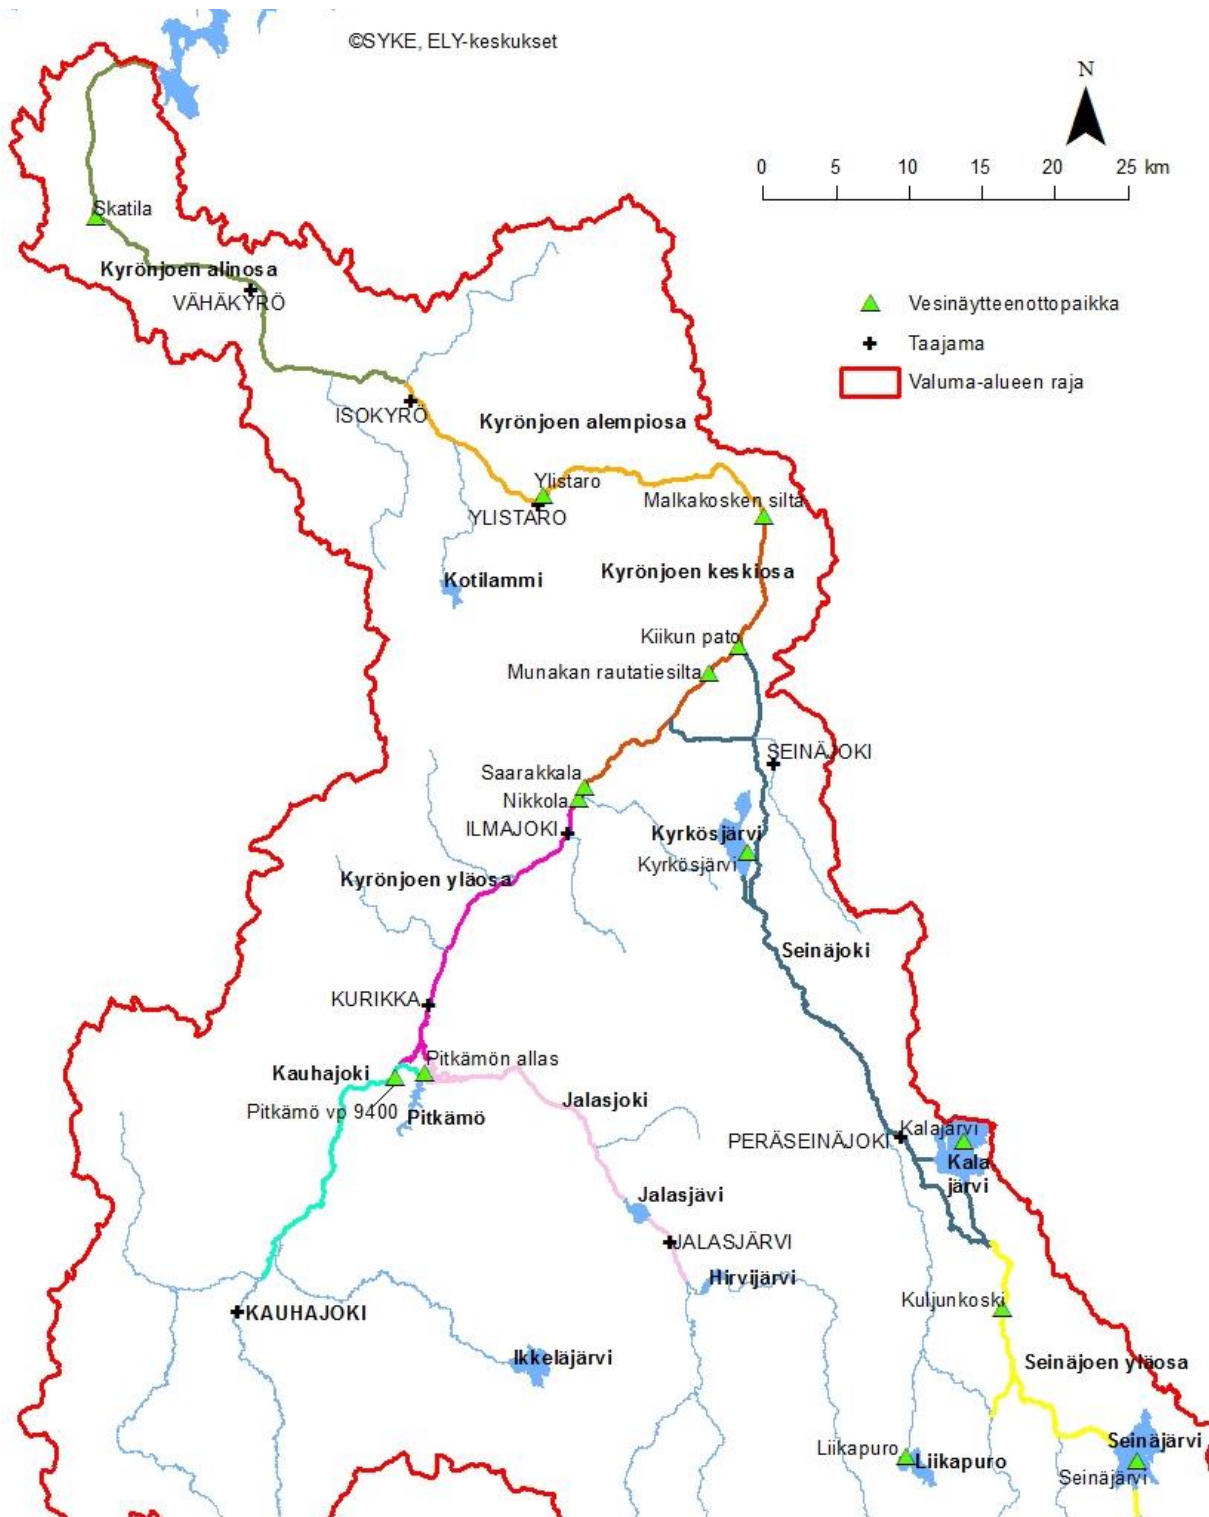 ©SYKE, ELY-keskukset
N
0 5 10 15 20 25 km
Skatila
Kyrönjoen alinosa
VÄHÄKYRÖ
Vesinäytteenottopaikka
Taajama
Valuma-alueen raja
ISOKYRÖ
Kyrönjoen alempiosa
Ylistaro
YLISTARO
Malkakosken silta
Kotilammi
Kyrönjoen keskiosa
Kiikun pato
Munakan rautatiesilta
SEINÄJOKI
Saarakkala
Nikkola
ILMAJOKI
Kyrkösjärvi
Kyrkösjärvi
Kyrönjoen yläosa
Seinäjoki
KURIKKA
Pitkämön allas
Kauhajoki
Pitkämö vp 9400
Pitkämö
Jalasjoki
PERÄSEINÄJOKI
Kalajärvi
Kala
järvi
Jalasjävi
JALASJÄRVI
Hirvijärvi
Kuljunkoski
KAUHAJOKI
Ikkeläjärvi
Seinäjoen yläosa
Liikapuro
Liikapuro
Seinäjärvi
Seinäjärvi